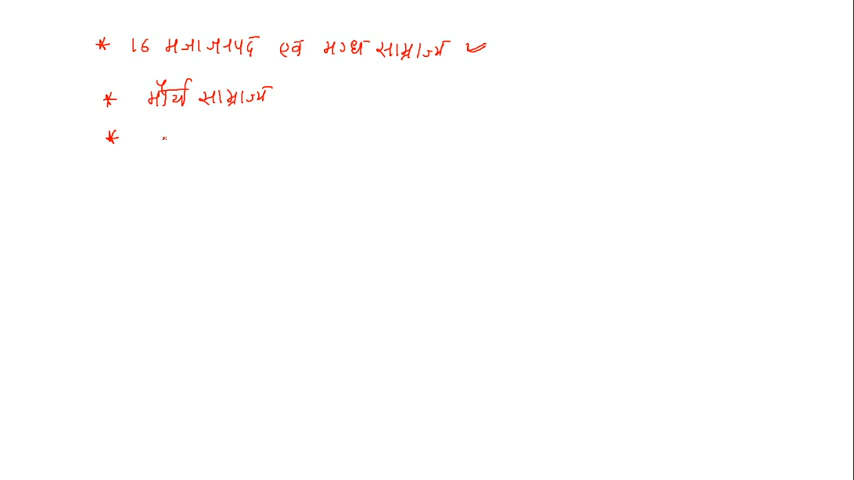 * 16 महाजनपद एवं मगध साम्राज्य
* मौर्य साम्राज्य
*